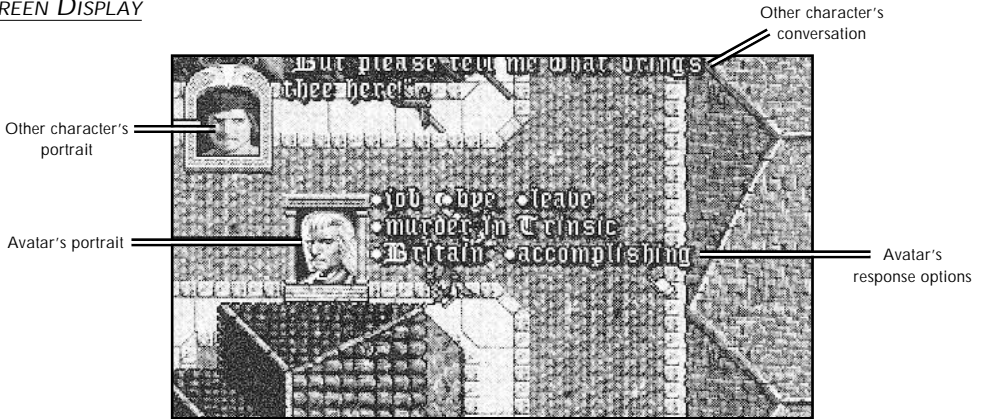 REEN DISPLAY
Other character's
conversation
But please tell me what brings
thee here?"
Other character's
portrait
•job •bye •leave
•murder in Trinsic
•Britain •accomplishing
Avatar's portrait
Avatar's
response options